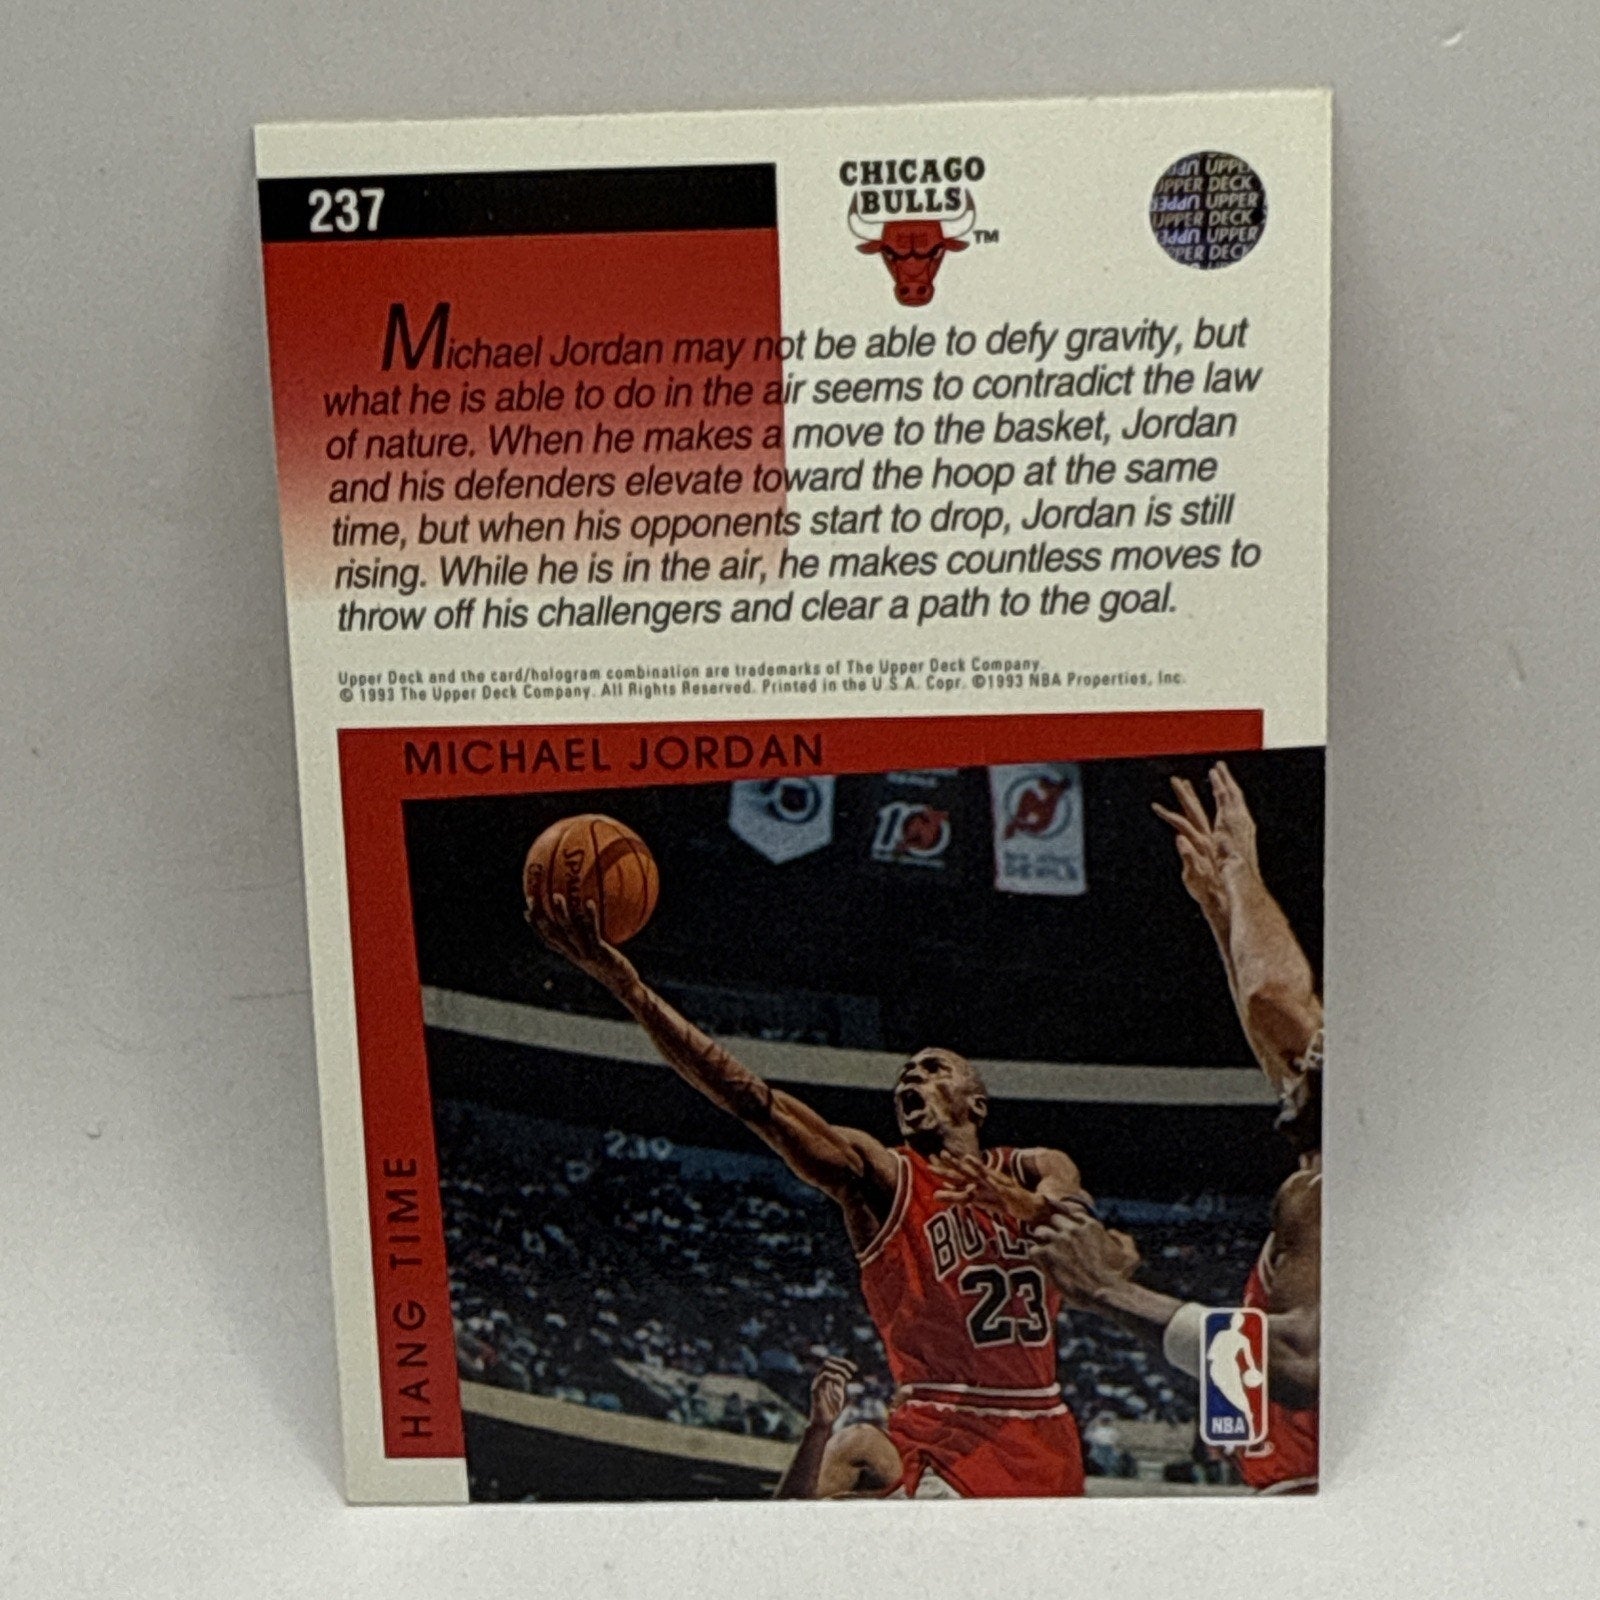 237
CHICAGO
BULLS
TM
UPPER DECK
UPPER DECK
Michael Jordan may not be able to defy gravity, but
what he is able to do in the air seems to contradict the law
of nature. When he makes a move to the basket, Jordan
and his defenders elevate toward the hoop at the same
time, but when his opponents start to drop, Jordan is still
rising. While he is in the air, he makes countless moves to
throw off his challengers and clear a path to the goal.
Upper Deck and the card/hologram combination are trademarks of The Upper Deck Company.
© 1993 The Upper Deck Company. All Rights Reserved. Printed in the U.S.A. Copr. ©1993 NBA Properties, Inc.
MICHAEL JORDAN
HANG TIME
10
SPALDING
230
BULLS
23
NBA